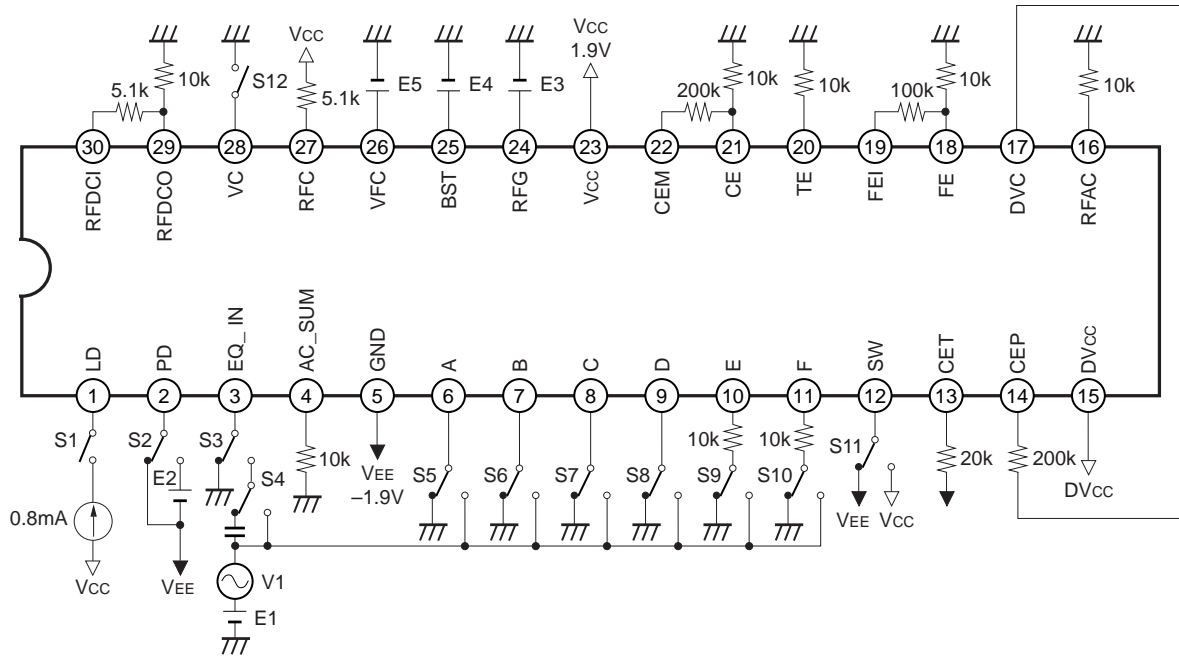 VCC
VCC
1.9V
10k
S12
5.1k
5.1k
E5
E4
E3
200k
10k
10k
100k
10k
10k
30 29 28 27 26 25 24 23 22 21 20 19 18 17 16
RFDCI
RFDCO
VC
RFC
VFC
BST
RFG
VCC
CEM
CE
TE
FEI
FE
DVC
RFAC
LD
PD
EQ_ IN
AC_SUM
GND
A
B
C
D
E
F
SW
CET
CEP
DVCC
1 2 3 4 5 6 7 8 9 10 11 12 13 14 15
S1
S2
S3
S4
E2
10k
VEE
–1.9V
S5
S6
S7
S8
10k
S9
10k
S10
S11
20k
200k
0.8mA
VEE
VCC
DVCC
VCC
VEE
V1
E1